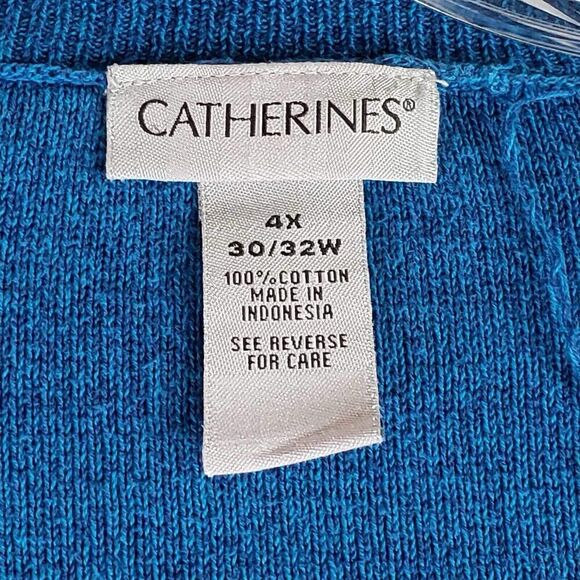 CATHERINES®
4X
30/32W
100%COTTON
MADE IN
INDONESIA
SEE REVERSE
FOR CARE